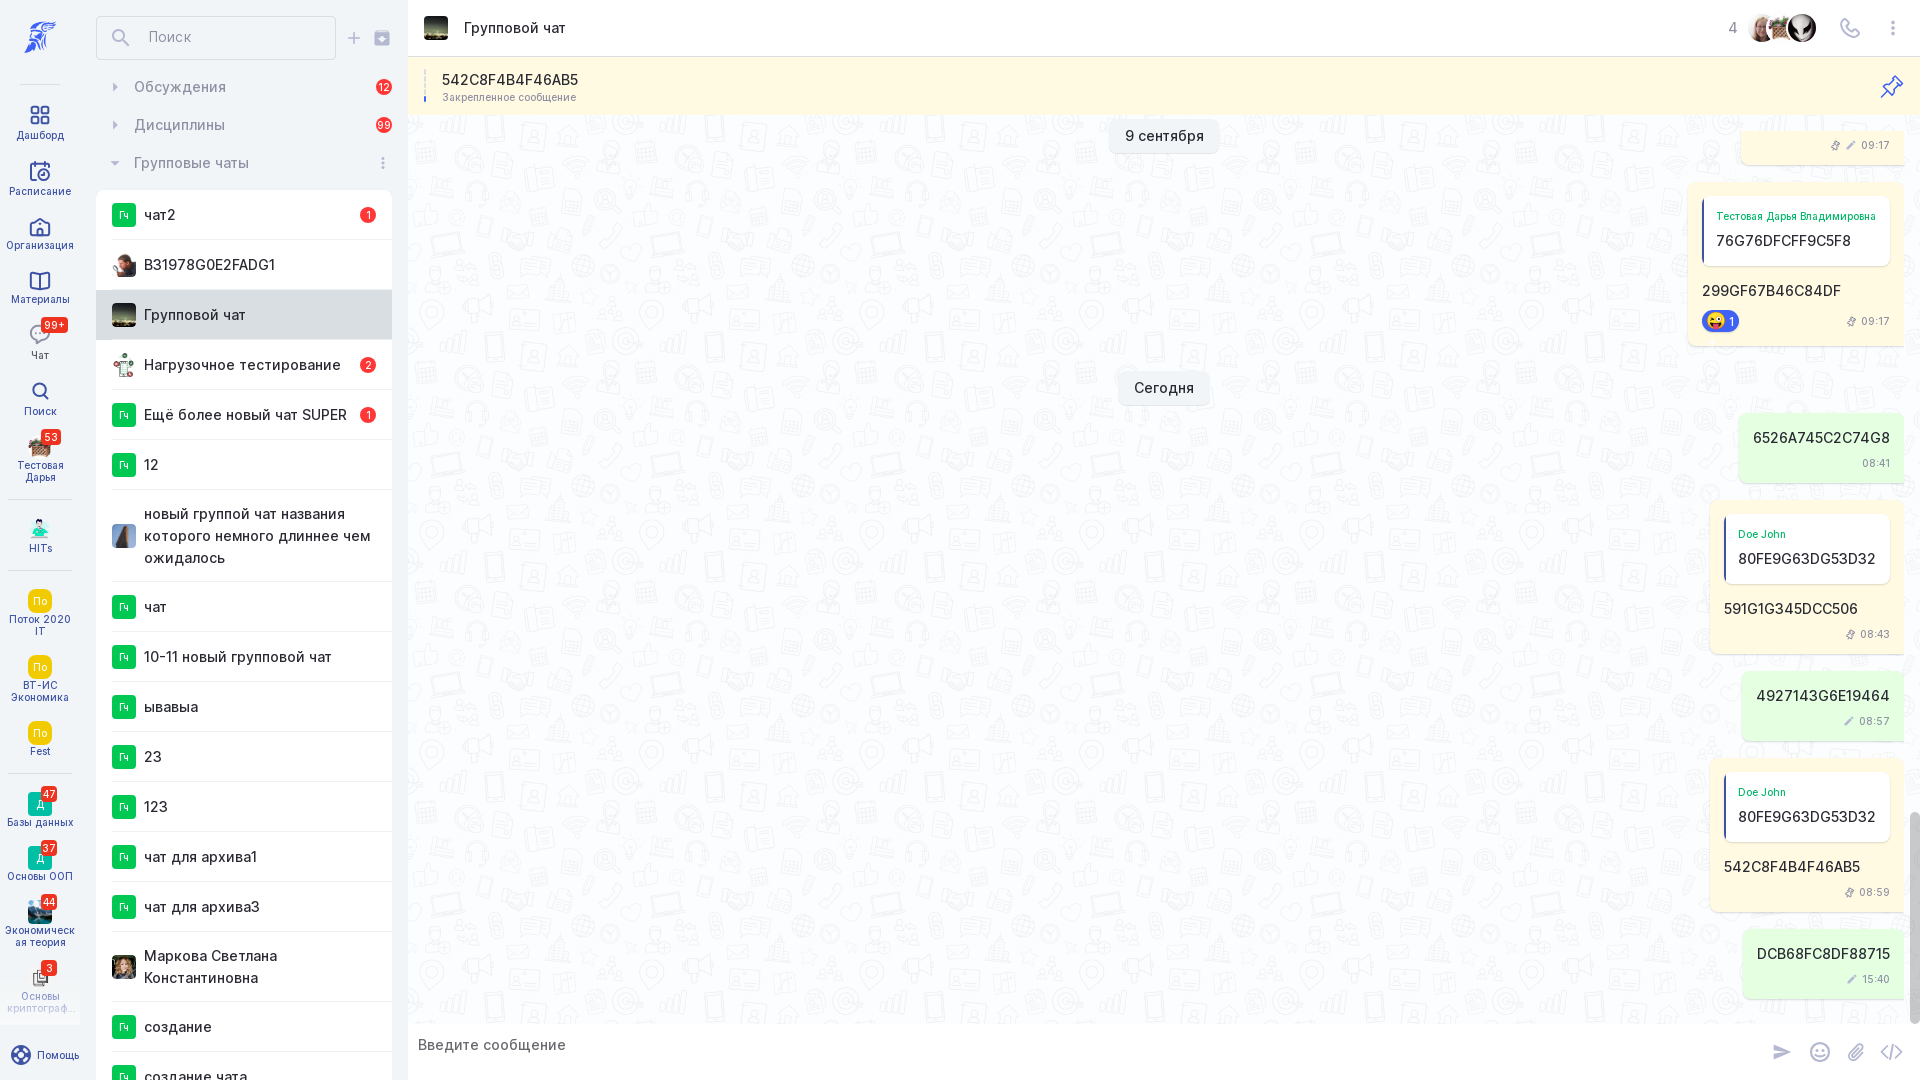 Дашборд
Расписание
Организация
Материалы
99+
Чат
Поиск
53
Тестовая
Дарья
HITs
По
Поток 2020
IT
По
ВТ-ИС
Экономика
По
Fest
47
Д
Базы данных
37
Д
Основы ООП
44
Экономическ
ая теория
3
Основы
криптограф...
Помощь
Поиск
Обсуждения
12
Дисциплины
99
Групповые чаты
Гч
чат2
1
B31978G0E2FADG1
Групповой чат
Нагрузочное тестирование
2
Гч
Ещё более новый чат SUPER
1
Гч
12
новый группой чат названия
которого немного длиннее чем
ожидалось
Гч
чат
Гч
10-11 новый групповой чат
Гч
ывавыа
Гч
23
Гч
123
Гч
чат для архива1
Гч
чат для архива3
Маркова Светлана
Константиновна
Гч
создание
Гч
создание чата
Групповой чат
4
542C8F4B4F46AB5
Закрепленное сообщение
9 сентября
09:17
Тестовая Дарья Владимировна
76G76DFCFF9C5F8
299GF67B46C84DF
1
09:17
Сегодня
6526A745C2C74G8
08:41
Doe John
80FE9G63DG53D32
591G1G345DCC506
08:43
4927143G6E19464
08:57
Doe John
80FE9G63DG53D32
542C8F4B4F46AB5
08:59
DCB68FC8DF88715
15:40
Введите сообщение